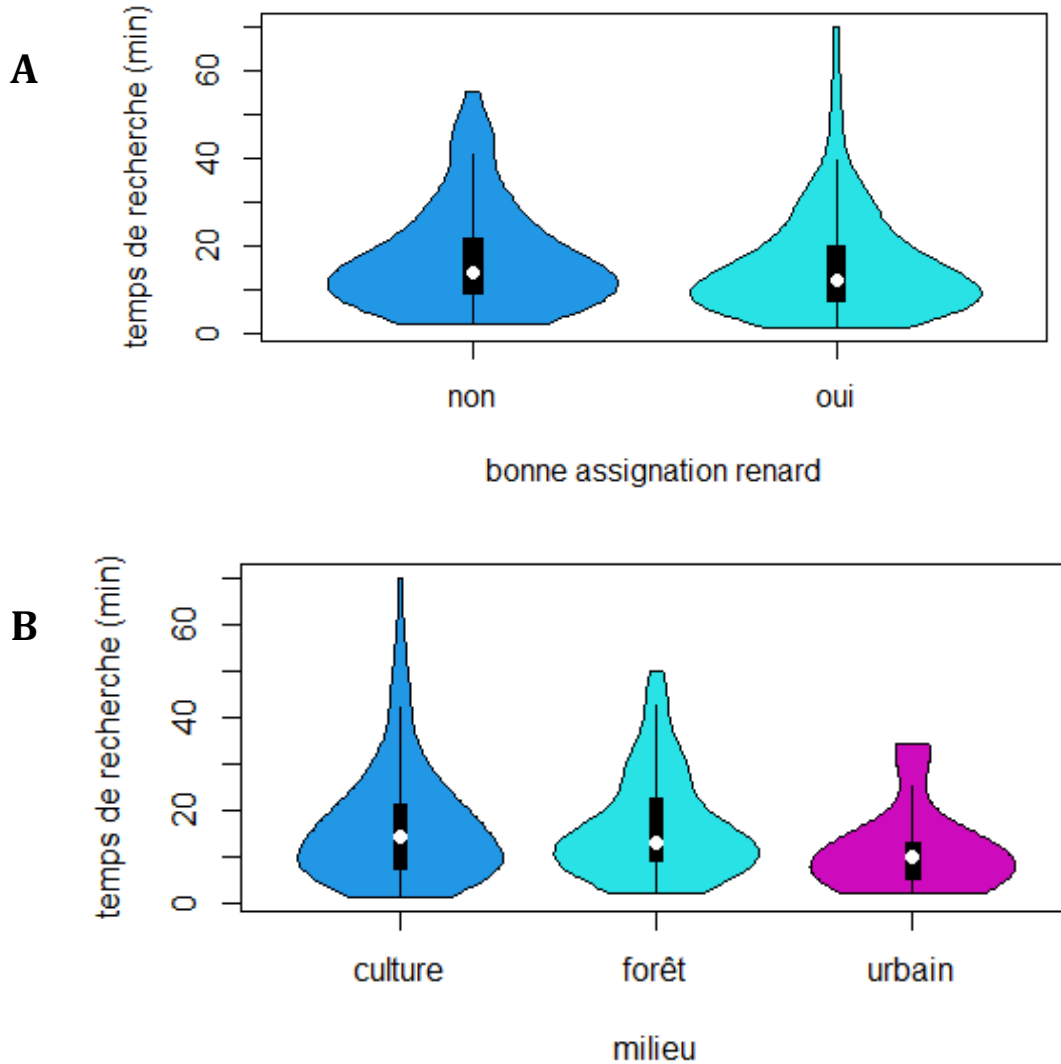 A
temps de recherche (min)
60
40
20
0
non oui
bonne assignation renard
B
temps de recherche (min)
60
40
20
0
culture forêt urbain
milieu